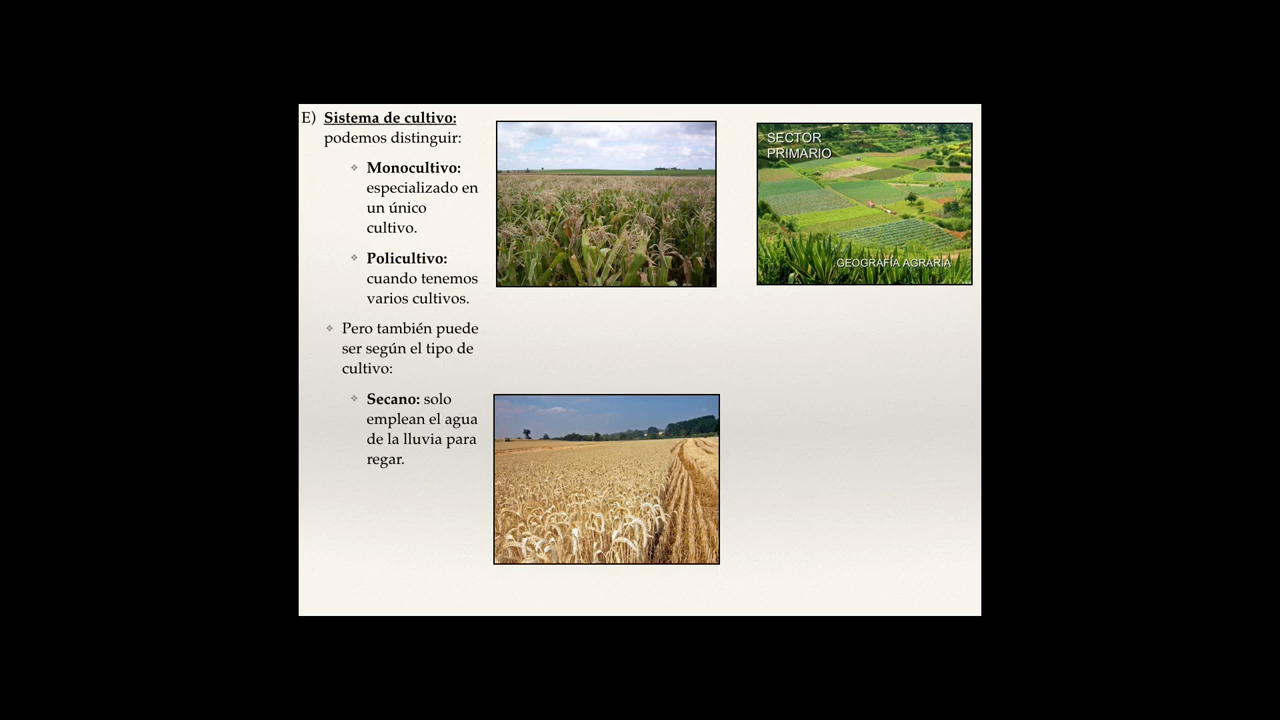 E) Sistema de cultivo:
podemos distinguir:
❖ Monocultivo:
especializado en
un único
cultivo.
❖ Policultivo:
cuando tenemos
varios cultivos.
❖ Pero también puede
ser según el tipo de
cultivo:
❖ Secano: solo
emplean el agua
de la lluvia para
regar.
SECTOR
PRIMARIO
GEOGRAFÍA AGRARIA